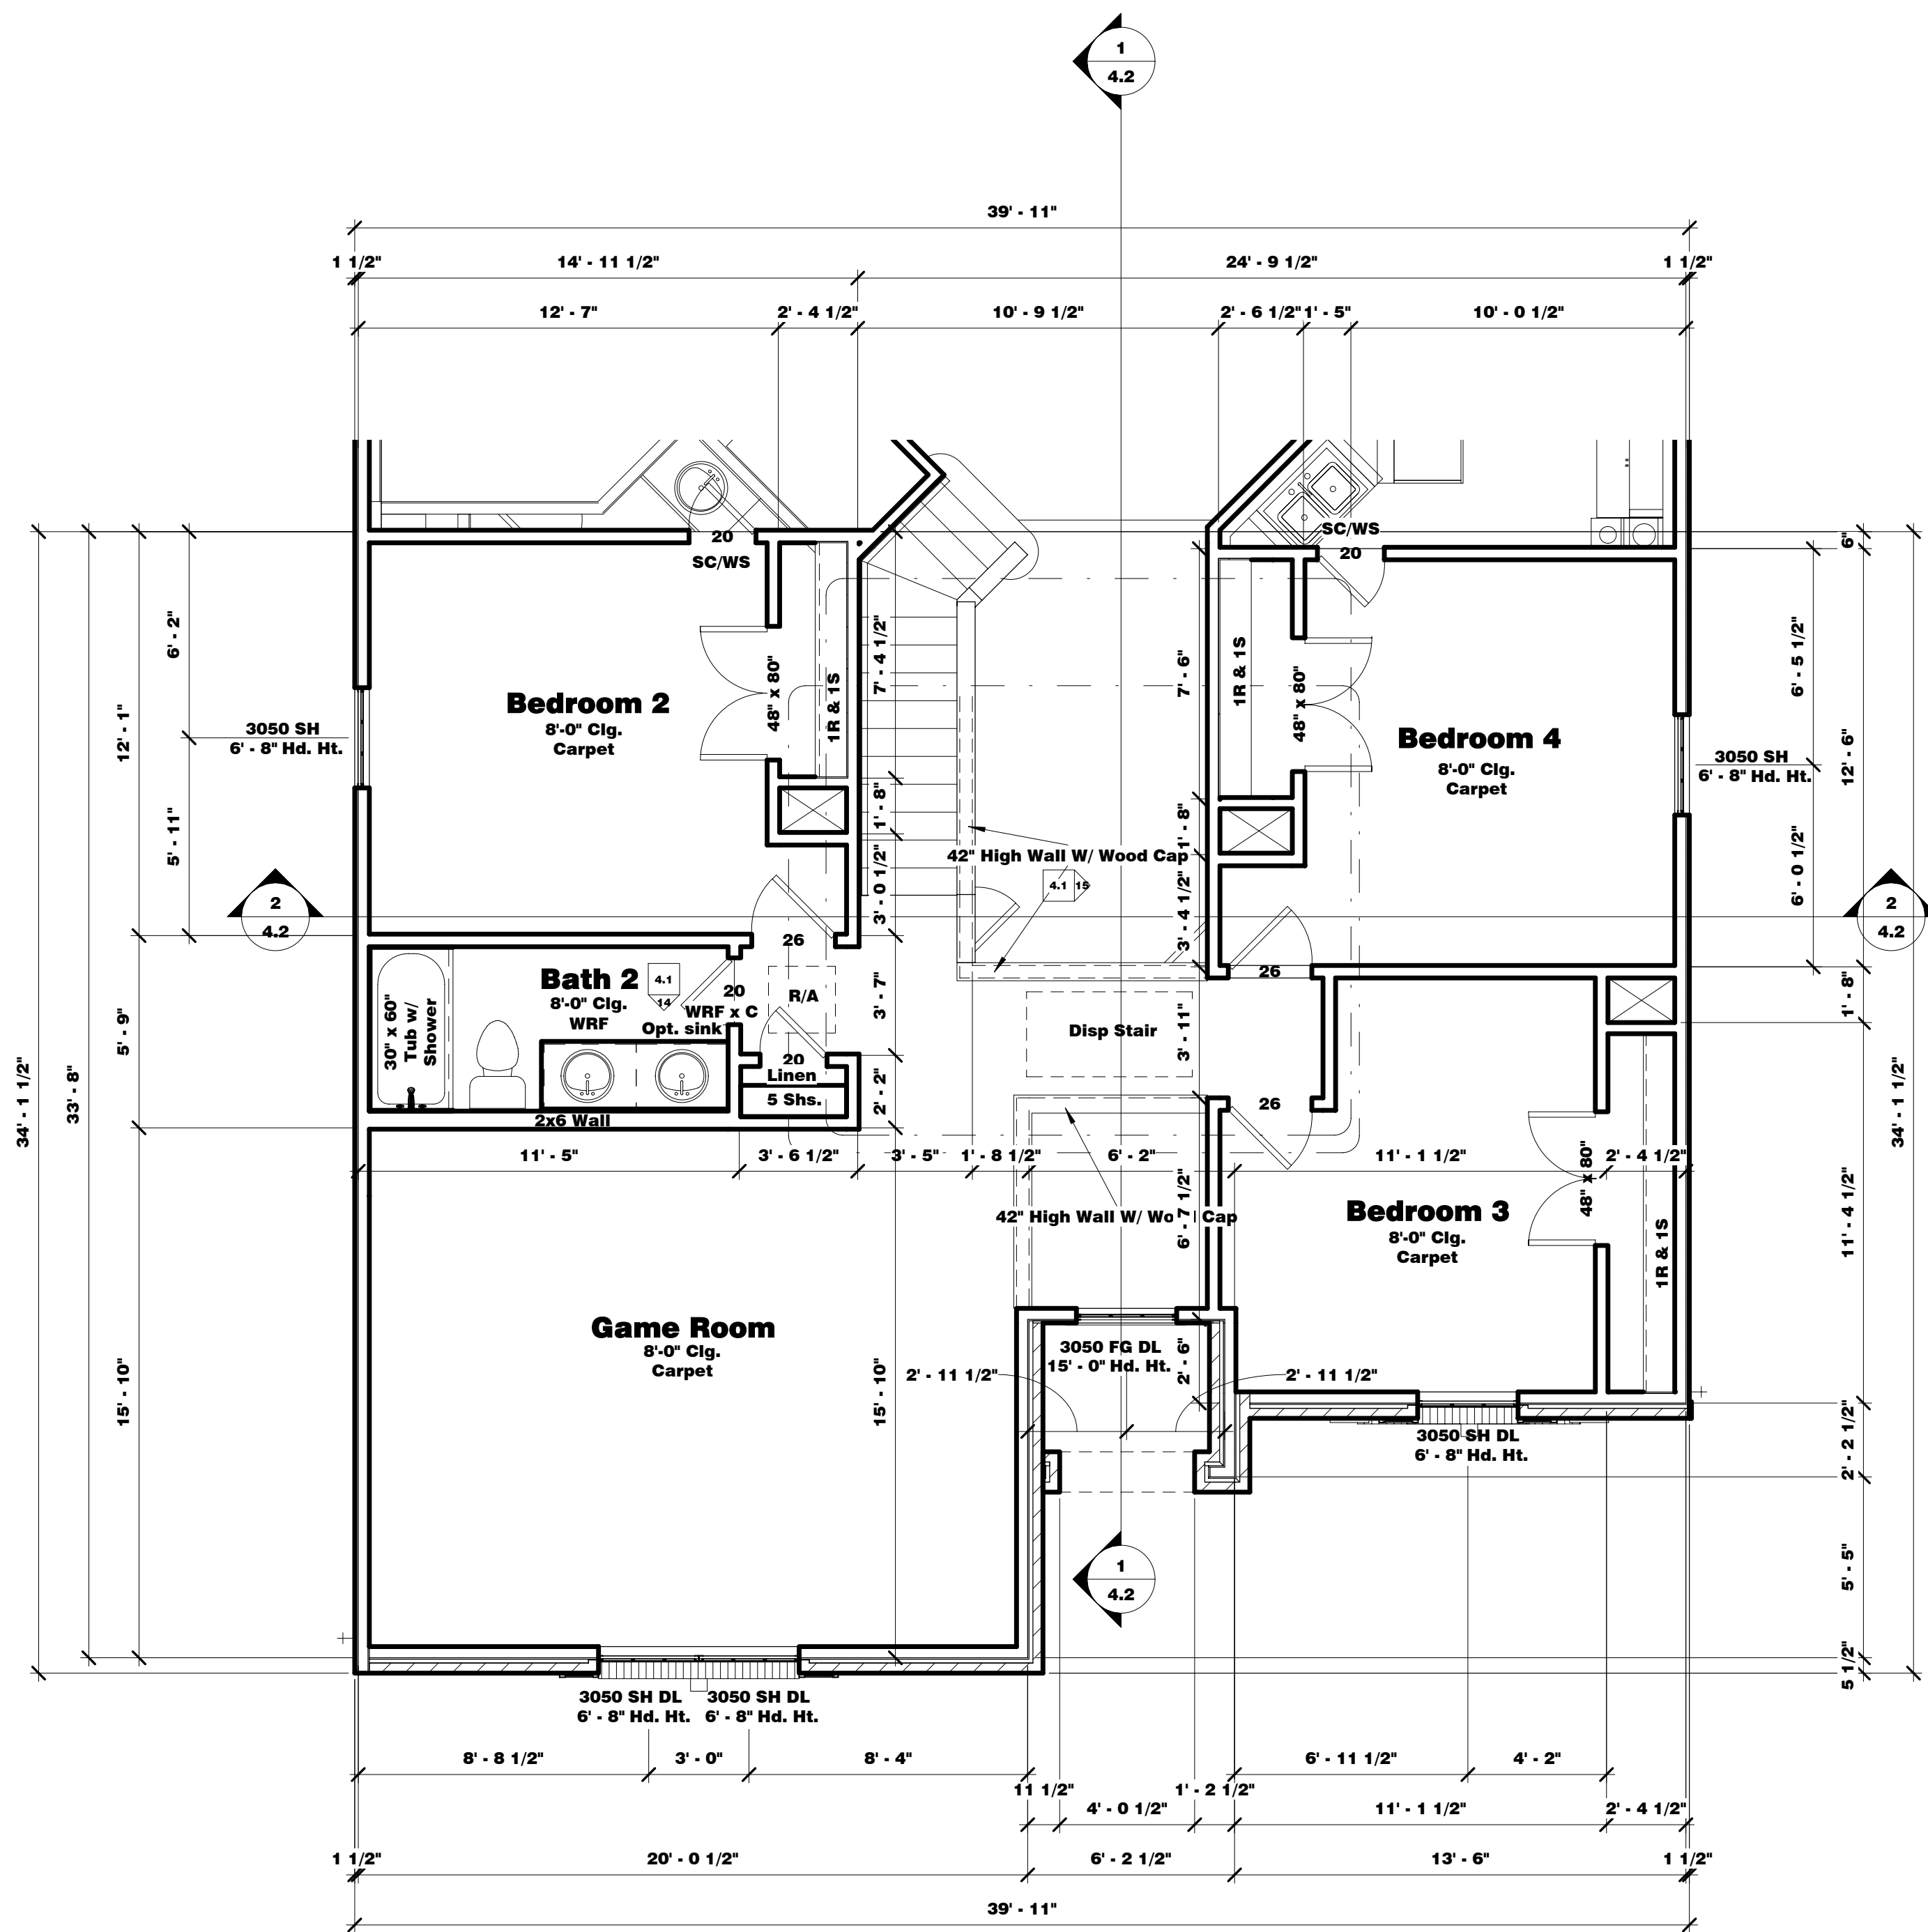 1
4.2
39' - 11"
1 1/2"
14' - 11 1/2"
24' - 9 1/2"
1 1/2"
12' - 7"
2' - 4 1/2"
10' - 9 1/2"
2' - 6 1/2"
1' - 5"
10' - 0 1/2"
20
SC/WS
SC/WS
20
6"
6' - 2"
12' - 1"
5' - 11"
3050 SH
6' - 8" Hd. Ht.
Bedroom 2
8'-0" Clg.
Carpet
48" x 80"
1R & 1S
7' - 4 1/2"
1' - 8"
3' - 0 1/2"
7' - 6"
1' - 8"
3' - 4 1/2"
1R & 1S
48" x 80"
Bedroom 4
8'-0" Clg.
Carpet
3050 SH
6' - 8" Hd. Ht.
6' - 5 1/2"
12' - 6"
6' - 0 1/2"
42" High Wall W/ Wood Cap
4.1
15
2
4.2
2
4.2
26
26
Bath 2
8'-0" Clg.
WRF
4.1
14
20
WRF x C
Opt. sink
R/A
30" x 60"
Tub w/
Shower
20
Linen
5 Shs.
2x6 Wall
3' - 7"
2' - 2"
Disp Stair
3' - 11"
26
1' - 8"
5' - 9"
34' - 1 1/2"
33' - 8"
34' - 1 1/2"
11' - 5"
3' - 6 1/2"
3' - 5"
1' - 8 1/2"
6' - 2"
11' - 1 1/2"
2' - 4 1/2"
42" High Wall W/ Wo Cap
6' - 7 1/2"
Bedroom 3
8'-0" Clg.
Carpet
48" x 80"
1R & 1S
11' - 4 1/2"
Game Room
8'-0" Clg.
Carpet
15' - 10"
15' - 10"
3050 FG DL
15' - 0" Hd. Ht.
2' - 6"
2' - 11 1/2"
2' - 11 1/2"
3050 SH DL
6' - 8" Hd. Ht.
2' - 2 1/2"
5' - 5"
5 1/2"
1
4.2
3050 SH DL
6' - 8" Hd. Ht.
3050 SH DL
6' - 8" Hd. Ht.
8' - 8 1/2"
3' - 0"
8' - 4"
6' - 11 1/2"
4' - 2"
11 1/2"
1' - 2 1/2"
4' - 0 1/2"
11' - 1 1/2"
2' - 4 1/2"
1 1/2"
20' - 0 1/2"
6' - 2 1/2"
13' - 6"
1 1/2"
39' - 11"